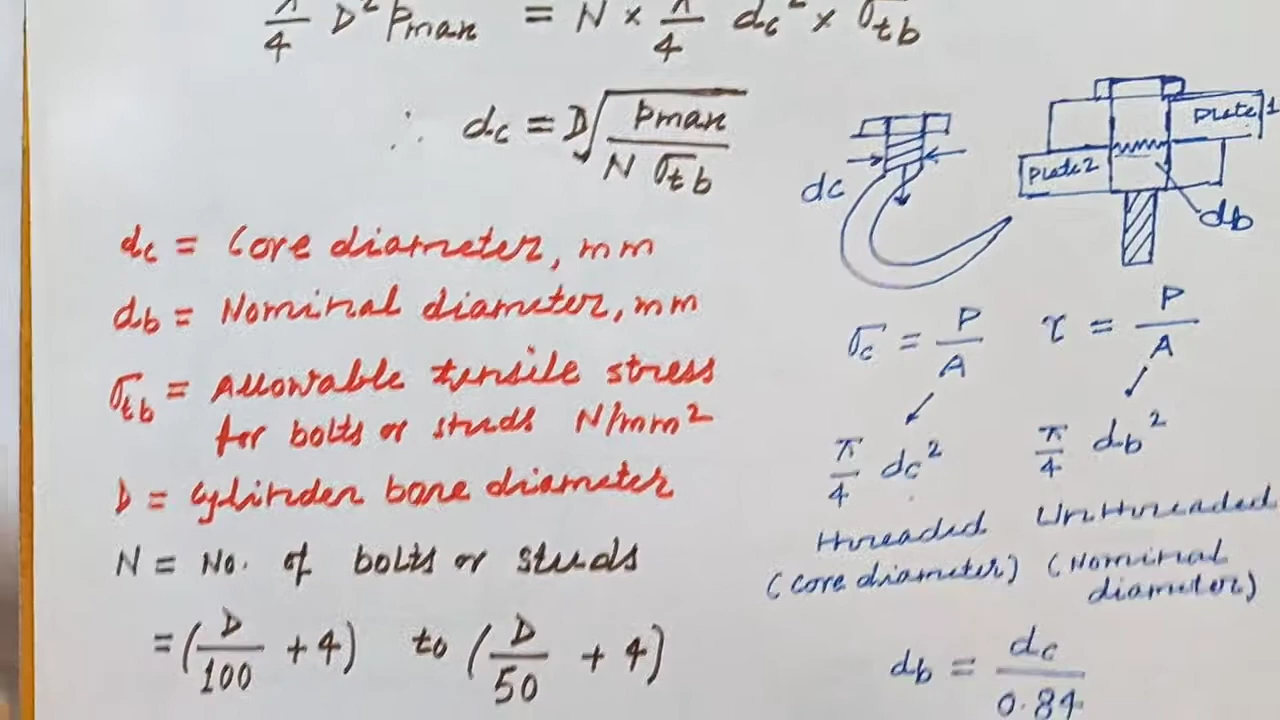 π/4 D² Pmax = N × π/4 dc² × σtb
∴ dc = D√(Pmax / N σtb)
dc = Core diameter, mm
db = Nominal diameter, mm
σtb = Allowable tensile stress
for bolts or studs N/mm²
D = Cylinder bore diameter
N = No. of bolts or studs
= (D/100 + 4) to (D/50 + 4)
dc
Plate 1
Plate 2
db
σc = P/A
π/4 dc²
threaded
(core diameter)
τ = P/A
π/4 db²
Unthreaded
(Nominal
diameter)
db = dc/0.84